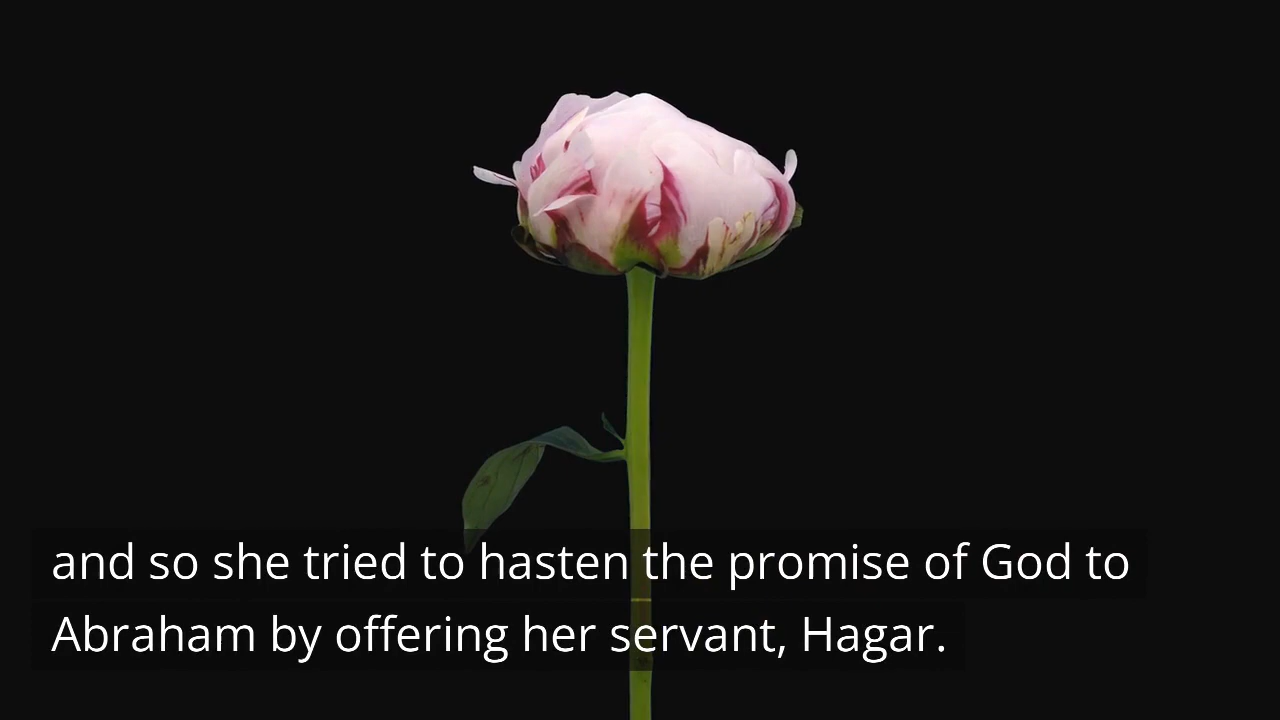 and so she tried to hasten the promise of God to
Abraham by offering her servant, Hagar.